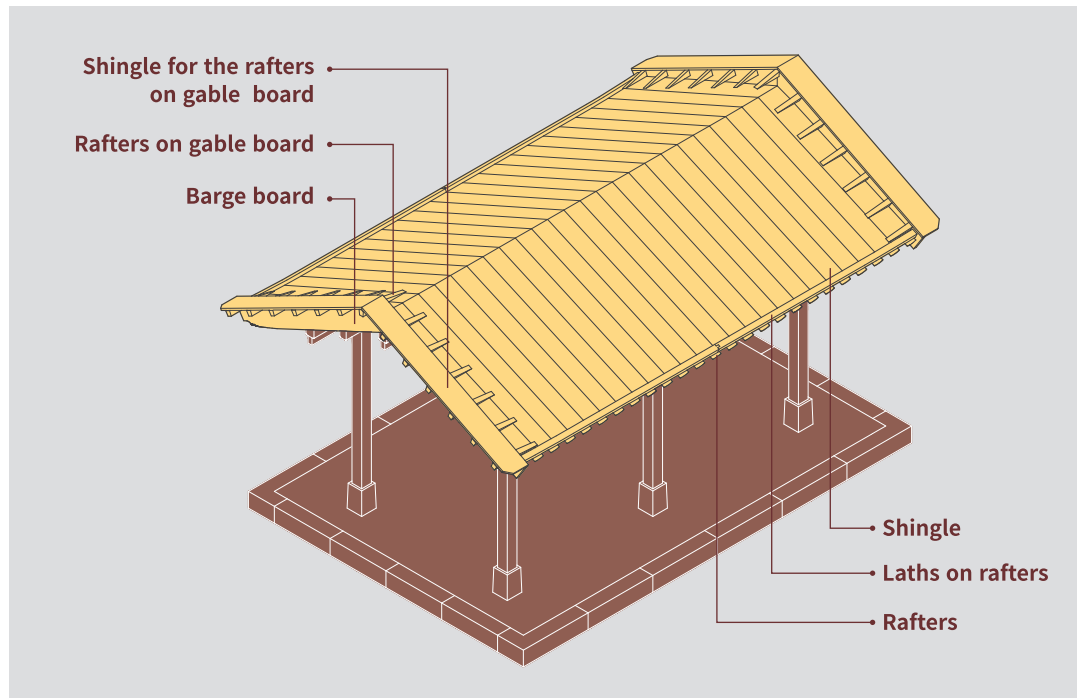 Shingle for the rafters
on gable board
Rafters on gable board
Barge board
Shingle
Laths on rafters
Rafters